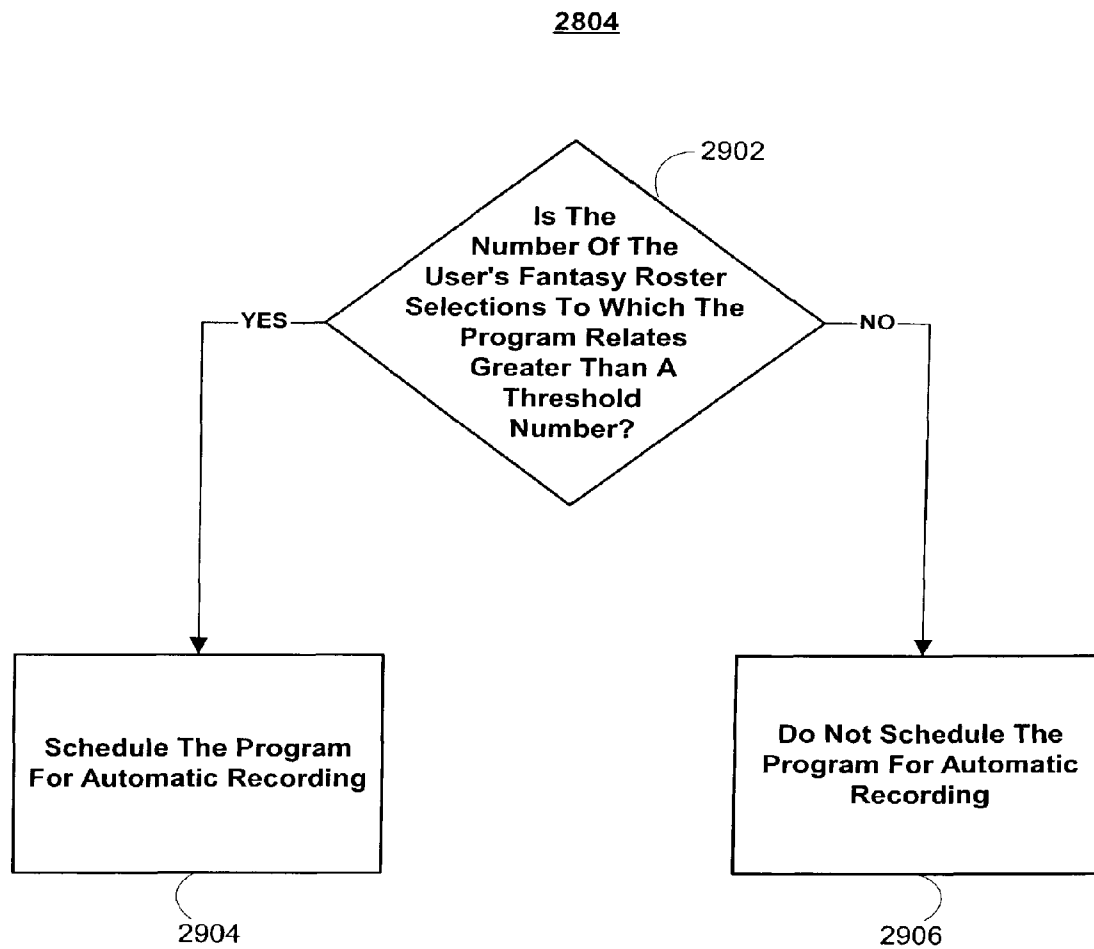 2804
2902
Is The
Number Of The
User's Fantasy Roster
Selections To Which The
Program Relates
Greater Than A
Threshold
Number?
YES
NO
Schedule The Program
For Automatic Recording
Do Not Schedule The
Program For Automatic
Recording
2904
2906